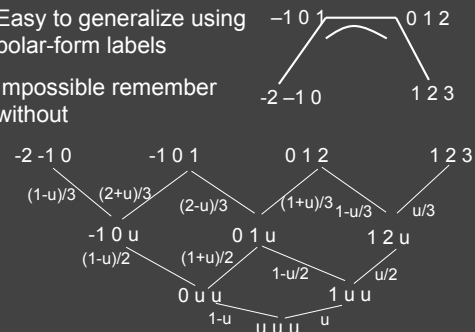 Easy to generalize using
polar-form labels
Impossible remember
without
–1 0 1
0 1 2
-2 –1 0
1 2 3
-2 -1 0 -1 0 1 0 1 2 1 2 3
(1-u)/3 (2+u)/3 (2-u)/3 (1+u)/3 1-u/3 u/3
-1 0 u 0 1 u 1 2 u
(1-u)/2 (1+u)/2 1-u/2 u/2
0 u u 1 u u
1-u u
u u u